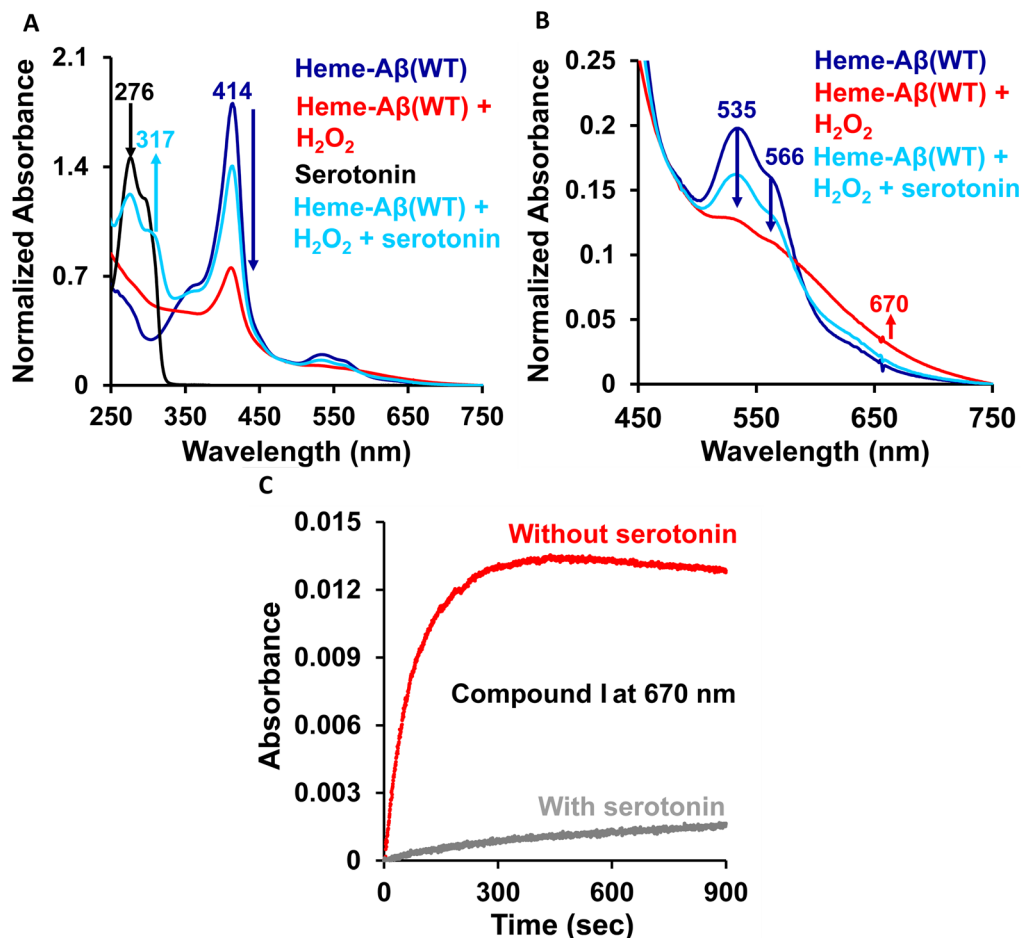 A
2.1
1.4
0.7
0
Normalized Absorbance
276
317
414
Heme-Aβ(WT)
Heme-Aβ(WT) +
H₂O₂
Serotonin
Heme-Aβ(WT) +
H₂O₂ + serotonin
250 350 450 550 650 750
Wavelength (nm)
B
0.25
0.2
0.15
0.1
0.05
0
Normalized Absorbance
535
566
670
Heme-Aβ(WT)
Heme-Aβ(WT) +
H₂O₂
Heme-Aβ(WT) +
H₂O₂ + serotonin
450 550 650 750
Wavelength (nm)
C
0.015
0.012
0.009
0.006
0.003
0
Absorbance
Without serotonin
Compound I at 670 nm
With serotonin
0 300 600 900
Time (sec)